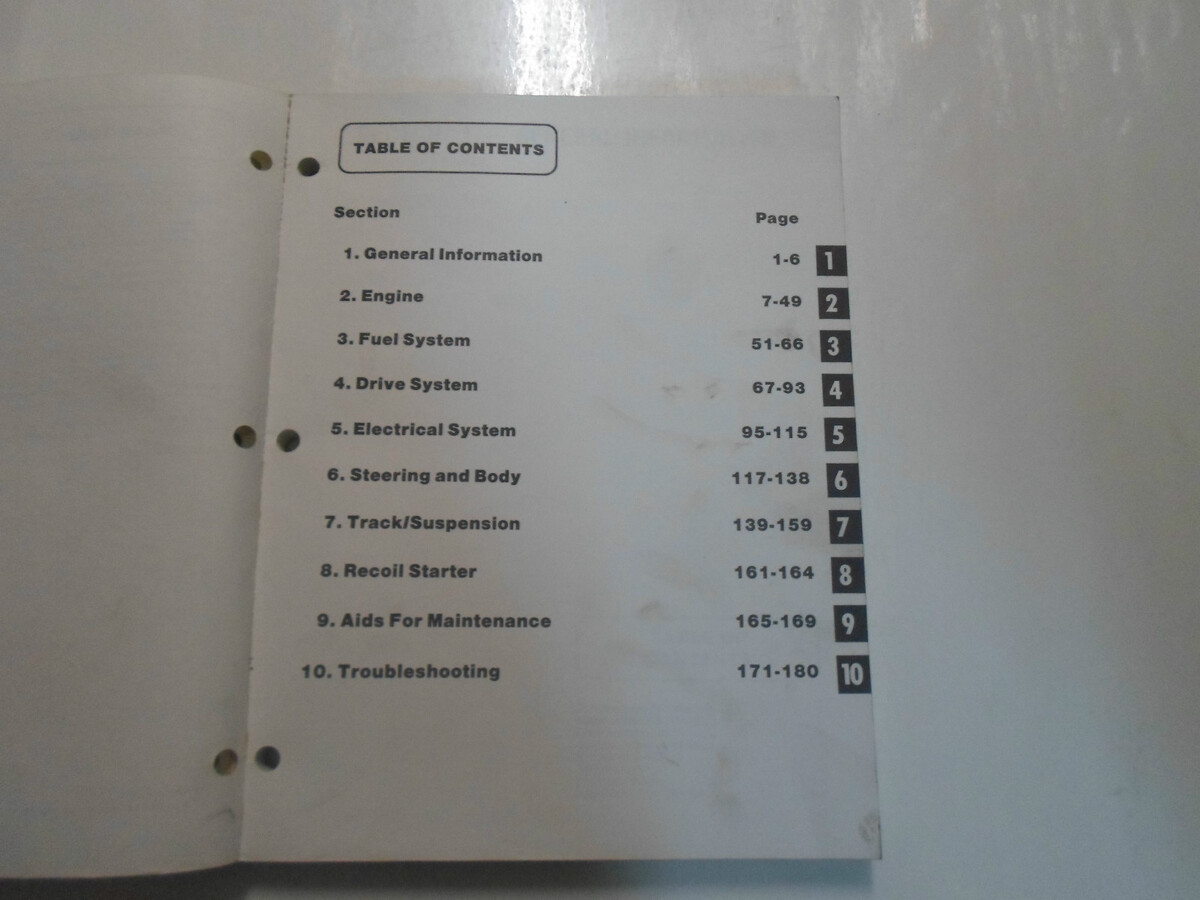 TABLE OF CONTENTS
Section Page
1. General Information 1-6 1
2. Engine 7-49 2
3. Fuel System 51-66 3
4. Drive System 67-93 4
5. Electrical System 95-115 5
6. Steering and Body 117-138 6
7. Track/Suspension 139-159 7
8. Recoil Starter 161-164 8
9. Aids For Maintenance 165-169 9
10. Troubleshooting 171-180 10